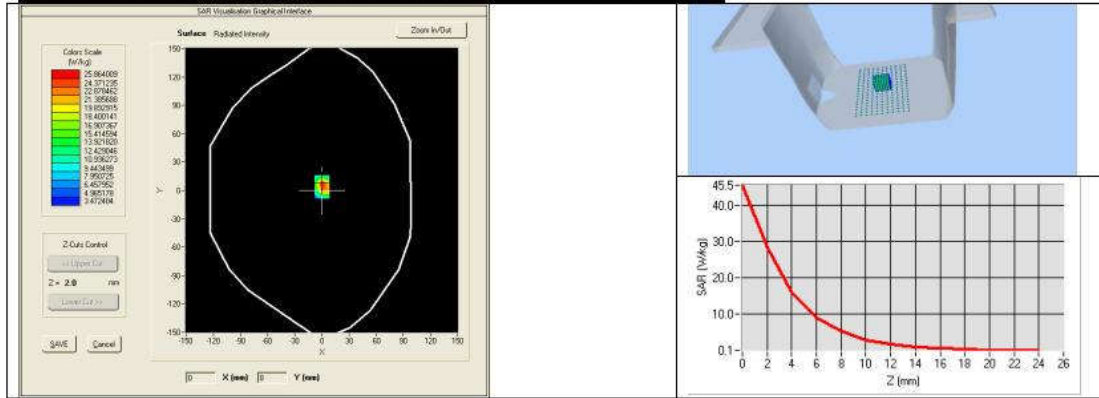 SAR Visualisation Graphical Interface
Surface Radiated Intensity
Zoom In/Out
Colors Scale
(W/kg)
25.864009
24.371235
22.878462
21.385688
19.892915
18.400141
16.907367
15.414594
13.921820
12.429046
10.936273
9.443499
7.950725
6.457952
4.965178
3.472404
Z-Cuts Control
<< Upper Cut
Z = 2.0 mm
Lower Cut >>
SAVE
Cancel
150
120
90
60
30
0
-30
-60
-90
-120
-150
Y
-150 -120 -90 -60 -30 0 30 60 90 120 150
X
0 X (mm) 0 Y (mm)
45.5
40.0
30.0
20.0
10.0
0.1
SAR (W/kg)
0 2 4 6 8 10 12 14 16 18 20 22 24 26
Z (mm)